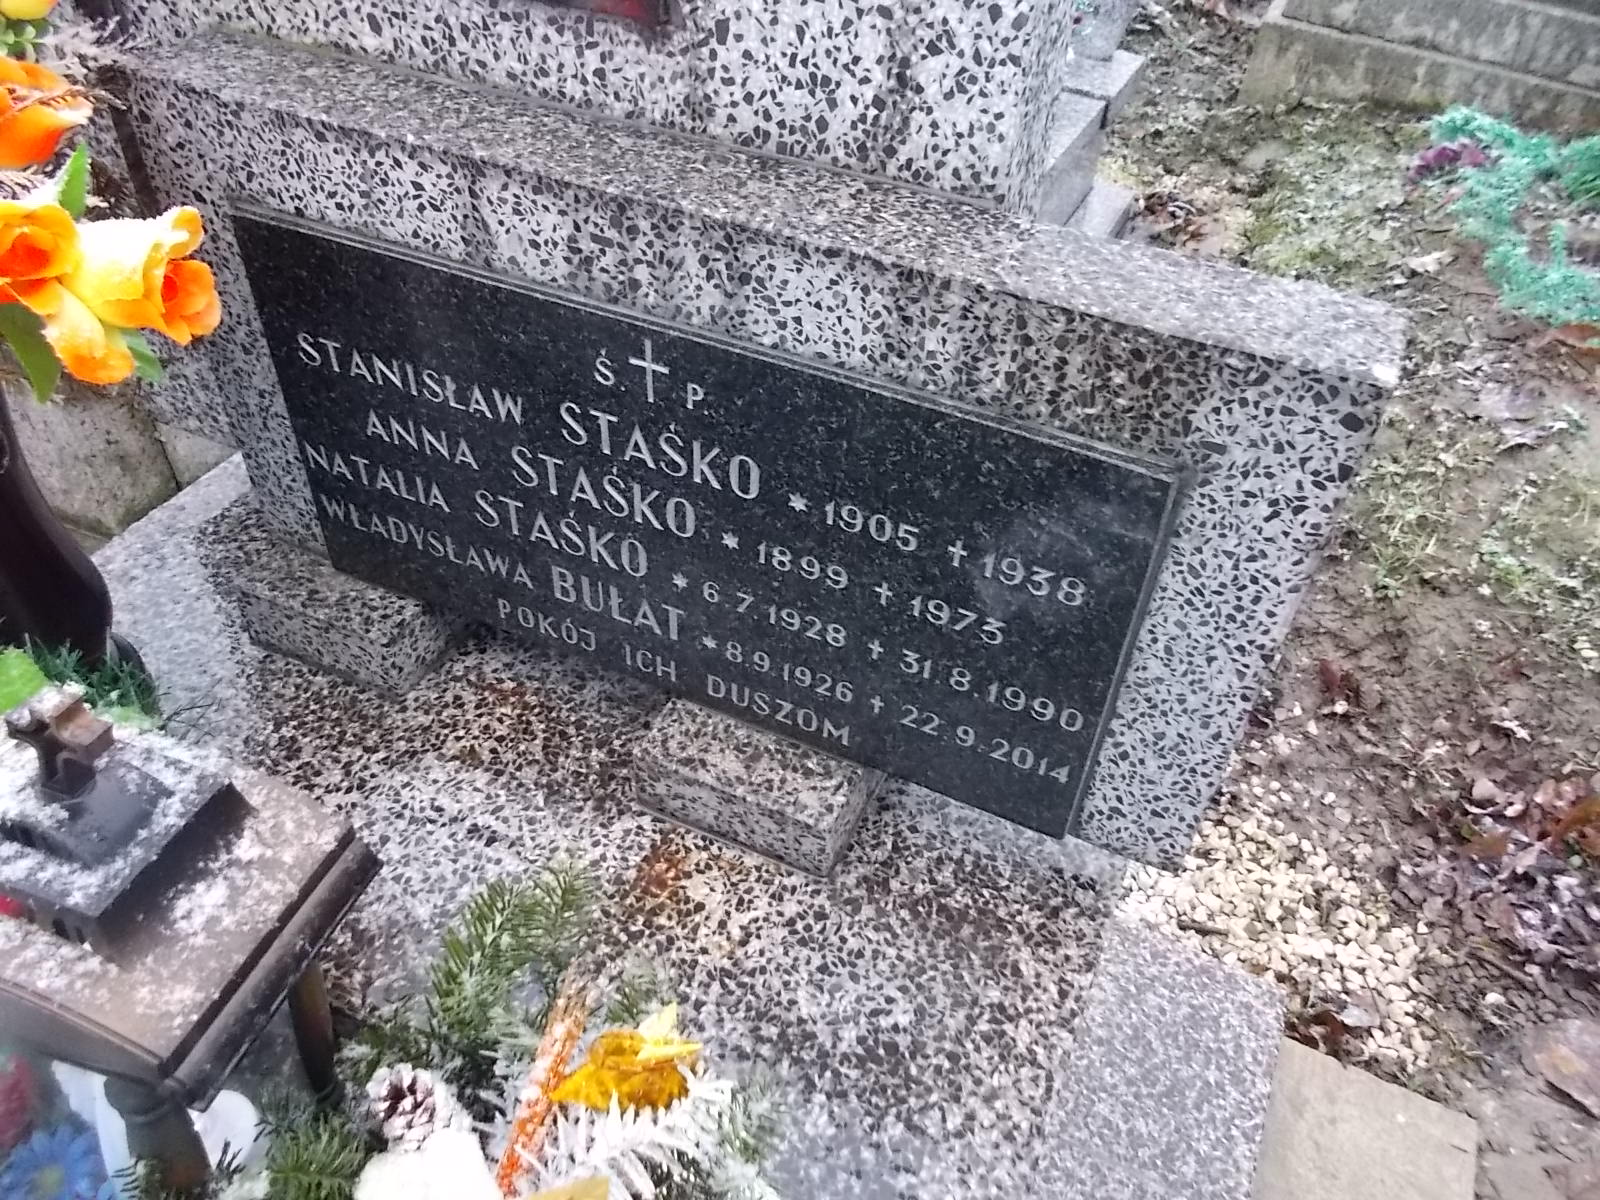 Ś. † P.
STANISŁAW STAŚKO * 1905 † 1938
ANNA STAŚKO * 1899 † 1973
NATALIA STAŚKO * 6.7.1928 † 31.8.1990
WŁADYSŁAWA BUŁAT * 8.9.1926 † 22.9.2014
POKÓJ ICH DUSZOM